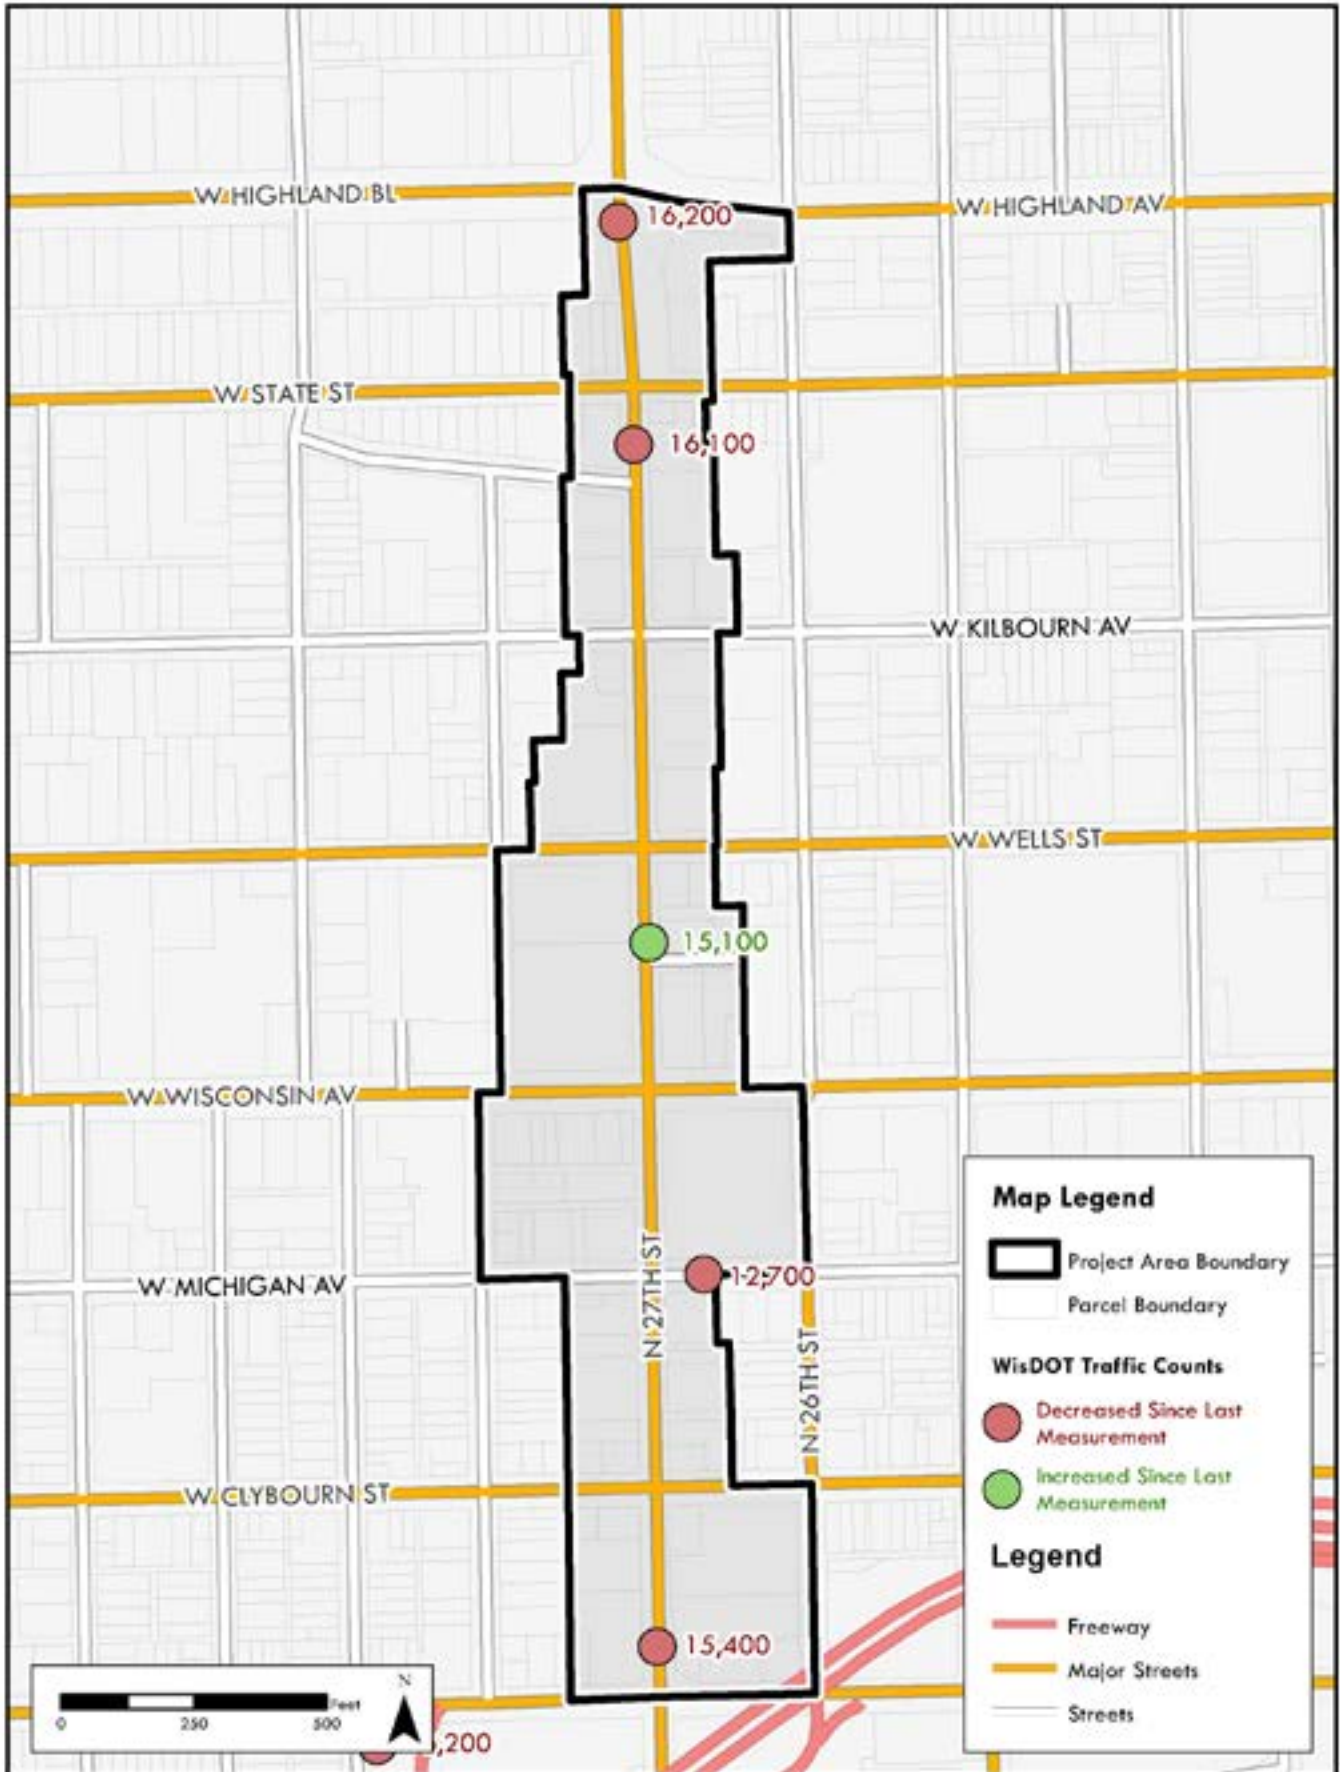 W HIGHLAND BL
W HIGHLAND AV
16,200
W STATE ST
16,100
W KILBOURN AV
W WELLS ST
15,100
W WISCONSIN AV
N 27TH ST
W MICHIGAN AV
12,700
N 26TH ST
W CLYBOURN ST
15,400
Map Legend
Project Area Boundary
Parcel Boundary
WisDOT Traffic Counts
Decreased Since Last
Measurement
Increased Since Last
Measurement
Legend
Freeway
Major Streets
Streets
N
Feet
0 250 500
,200